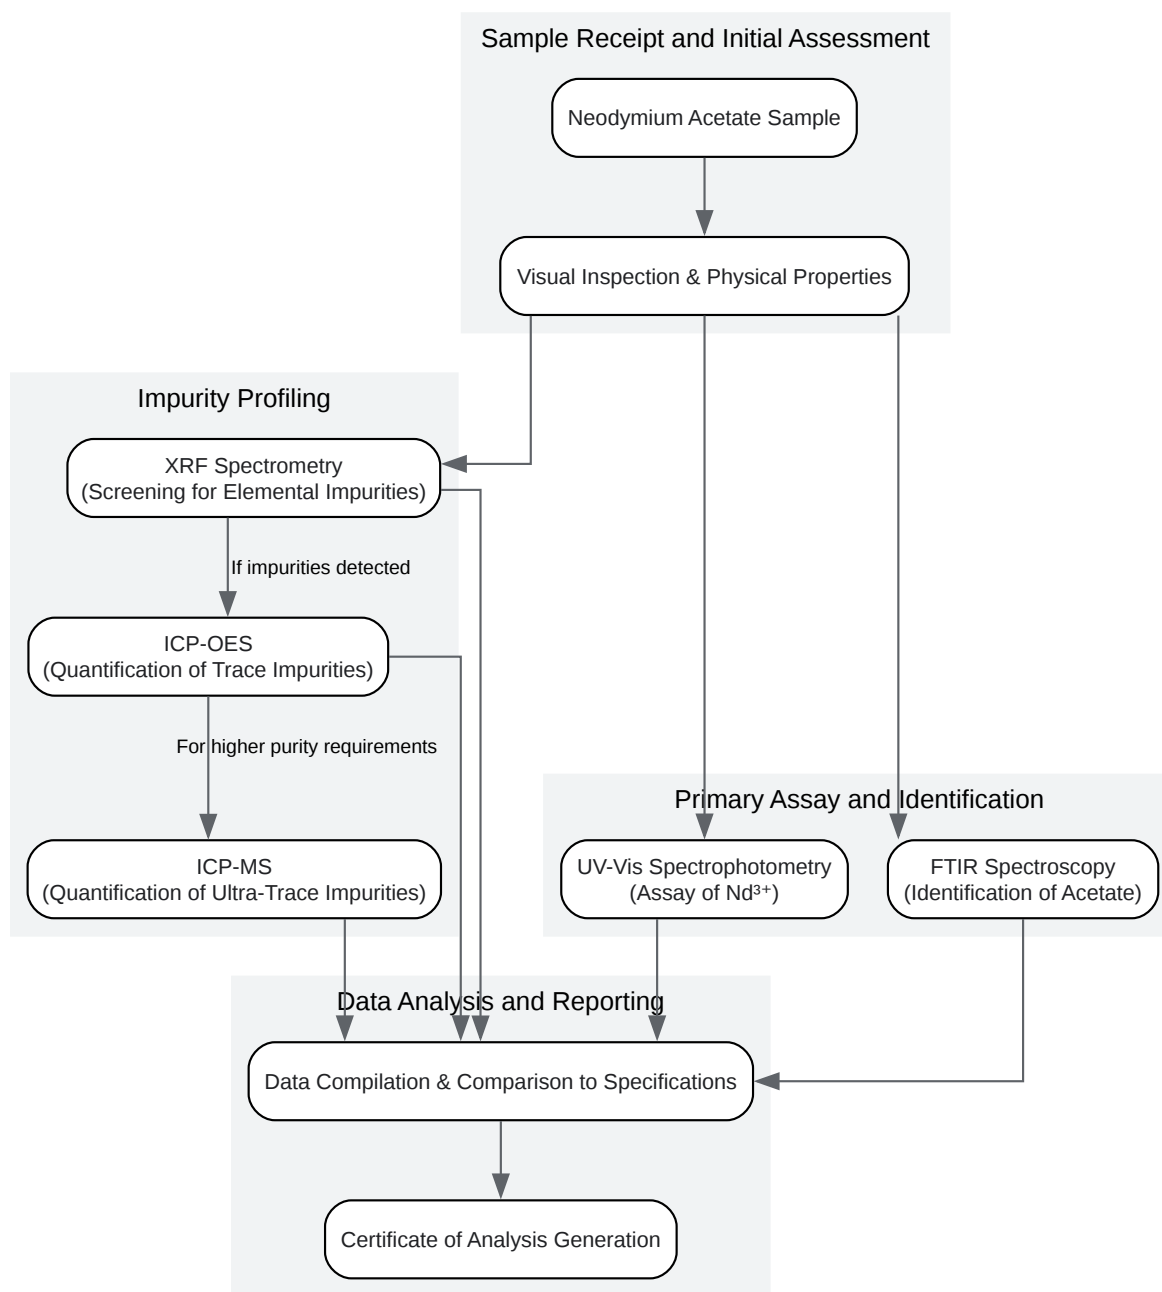 Sample Receipt and Initial Assessment
Neodymium Acetate Sample
Visual Inspection & Physical Properties
Impurity Profiling
XRF Spectrometry
(Screening for Elemental Impurities)
If impurities detected
ICP-OES
(Quantification of Trace Impurities)
For higher purity requirements
ICP-MS
(Quantification of Ultra-Trace Impurities)
Primary Assay and Identification
UV-Vis Spectrophotometry
(Assay of Nd³⁺)
FTIR Spectroscopy
(Identification of Acetate)
Data Analysis and Reporting
Data Compilation & Comparison to Specifications
Certificate of Analysis Generation